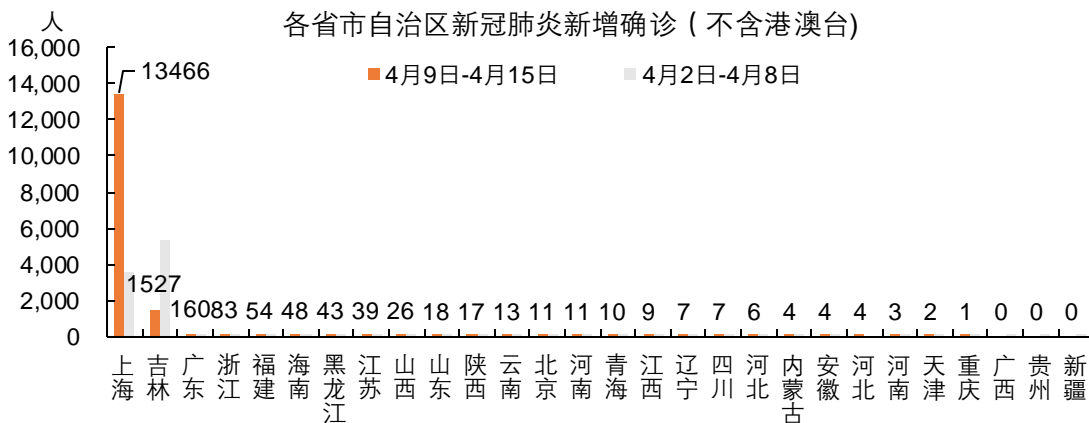 人
各省市自治区新冠肺炎新增确诊（不含港澳台)
4月9日-4月15日 4月2日-4月8日
16,000
14,000
12,000
10,000
8,000
6,000
4,000
2,000
0
13466 1527 160 83 54 48 43 39 26 18 17 13 11 11 10 9 7 7 6 4 4 4 3 2 1 0 0 0
上海 吉林 广东 浙江 福建 海南 黑龙江 江苏 山西 山东 陕西 云南 北京 河南 青海 江西 辽宁 四川 河北 内蒙古 安徽 河北 河南 天津 重庆 广西 贵州 新疆